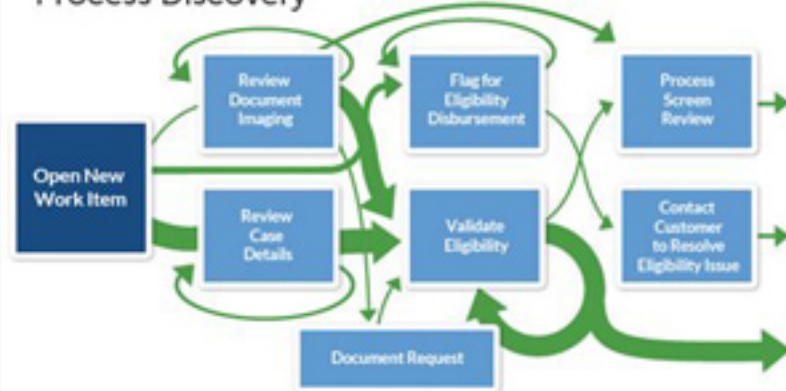 Process Discovery
Review
Document
Imaging
Flag for
Eligibility
Disbursement
Process
Screen
Review
Open New
Work Item
Review
Case
Details
Validate
Eligibility
Contact
Customer
to Resolve
Eligibility Issue
Document Request